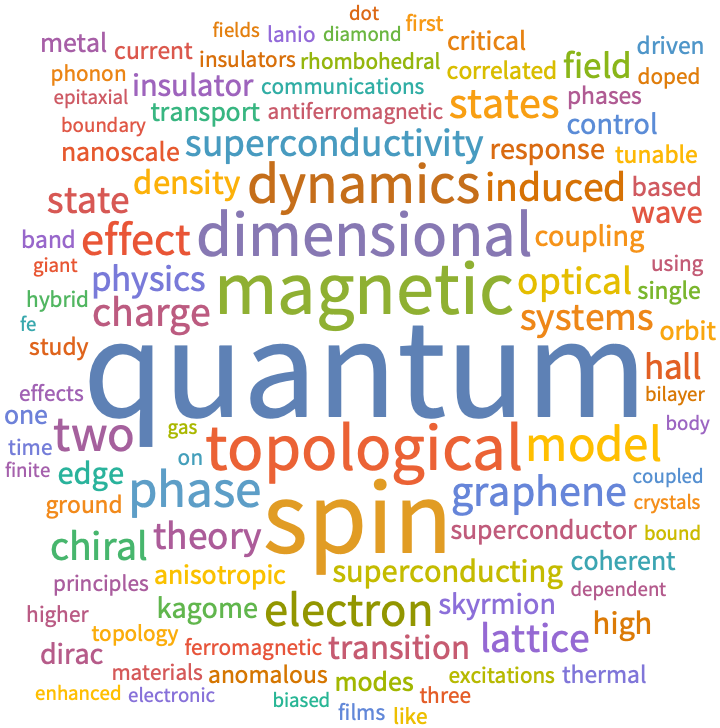 dot
fields lanio diamond first
metal current insulators rhombohedral critical driven
phonon insulator communications correlated field doped
epitaxial transport antiferromagnetic states phases
boundary superconductivity response control
nanoscale tunable
state density dynamics induced based
wave
band effect dimensional coupling
giant physics magnetic optical using
hybrid charge systems single
fe orbit
study quantum hall
effects bilayer
one two gas topological model body
time on
finite edge phase graphene coupled
ground spin crystals
chiral theory superconductor bound
principles anisotropic superconducting coherent
dependent
higher kagome electron skyrmion high
topology lattice
dirac ferromagnetic transition
materials anomalous modes excitations thermal
enhanced electronic biased three
films like